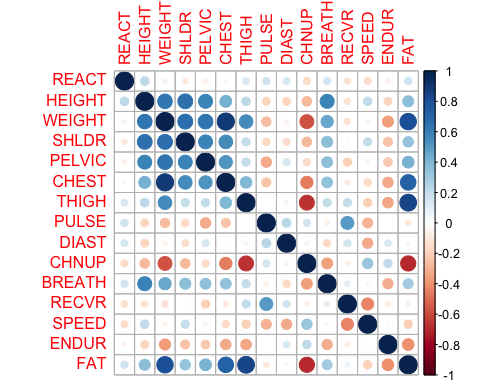 REACT HEIGHT WEIGHT SHLDR PELVIC CHEST THIGH PULSE DIAST CHNUP BREATH RECVR SPEED ENDUR FAT
REACT
HEIGHT
WEIGHT
SHLDR
PELVIC
CHEST
THIGH
PULSE
DIAST
CHNUP
BREATH
RECVR
SPEED
ENDUR
FAT
1
0.8
0.6
0.4
0.2
0
-0.2
-0.4
-0.6
-0.8
-1